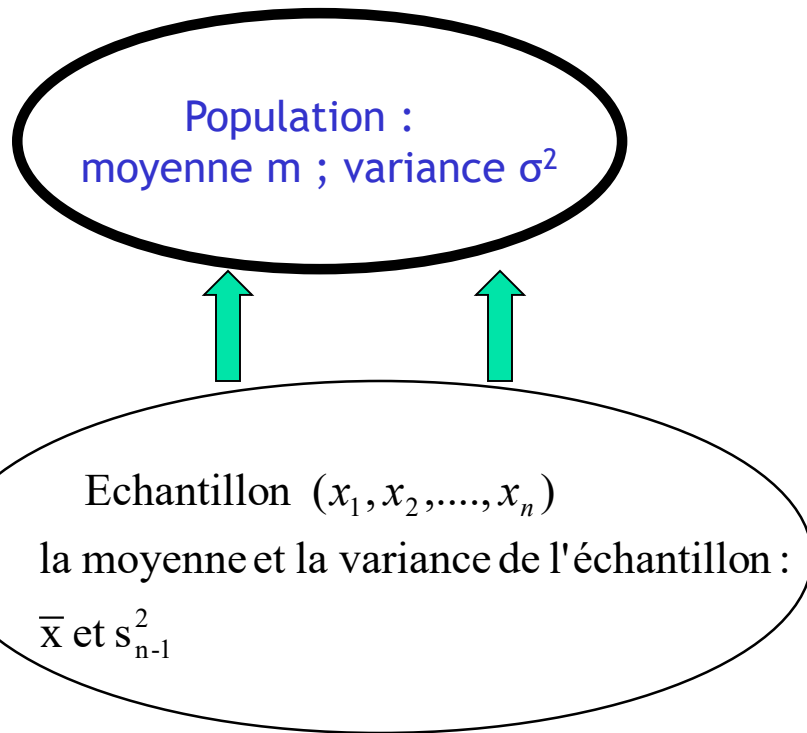 Population :
moyenne m ; variance σ²
Echantillon (x₁, x₂,...., xₙ)
la moyenne et la variance de l'échantillon :
x̄ et s²ₙ₋₁